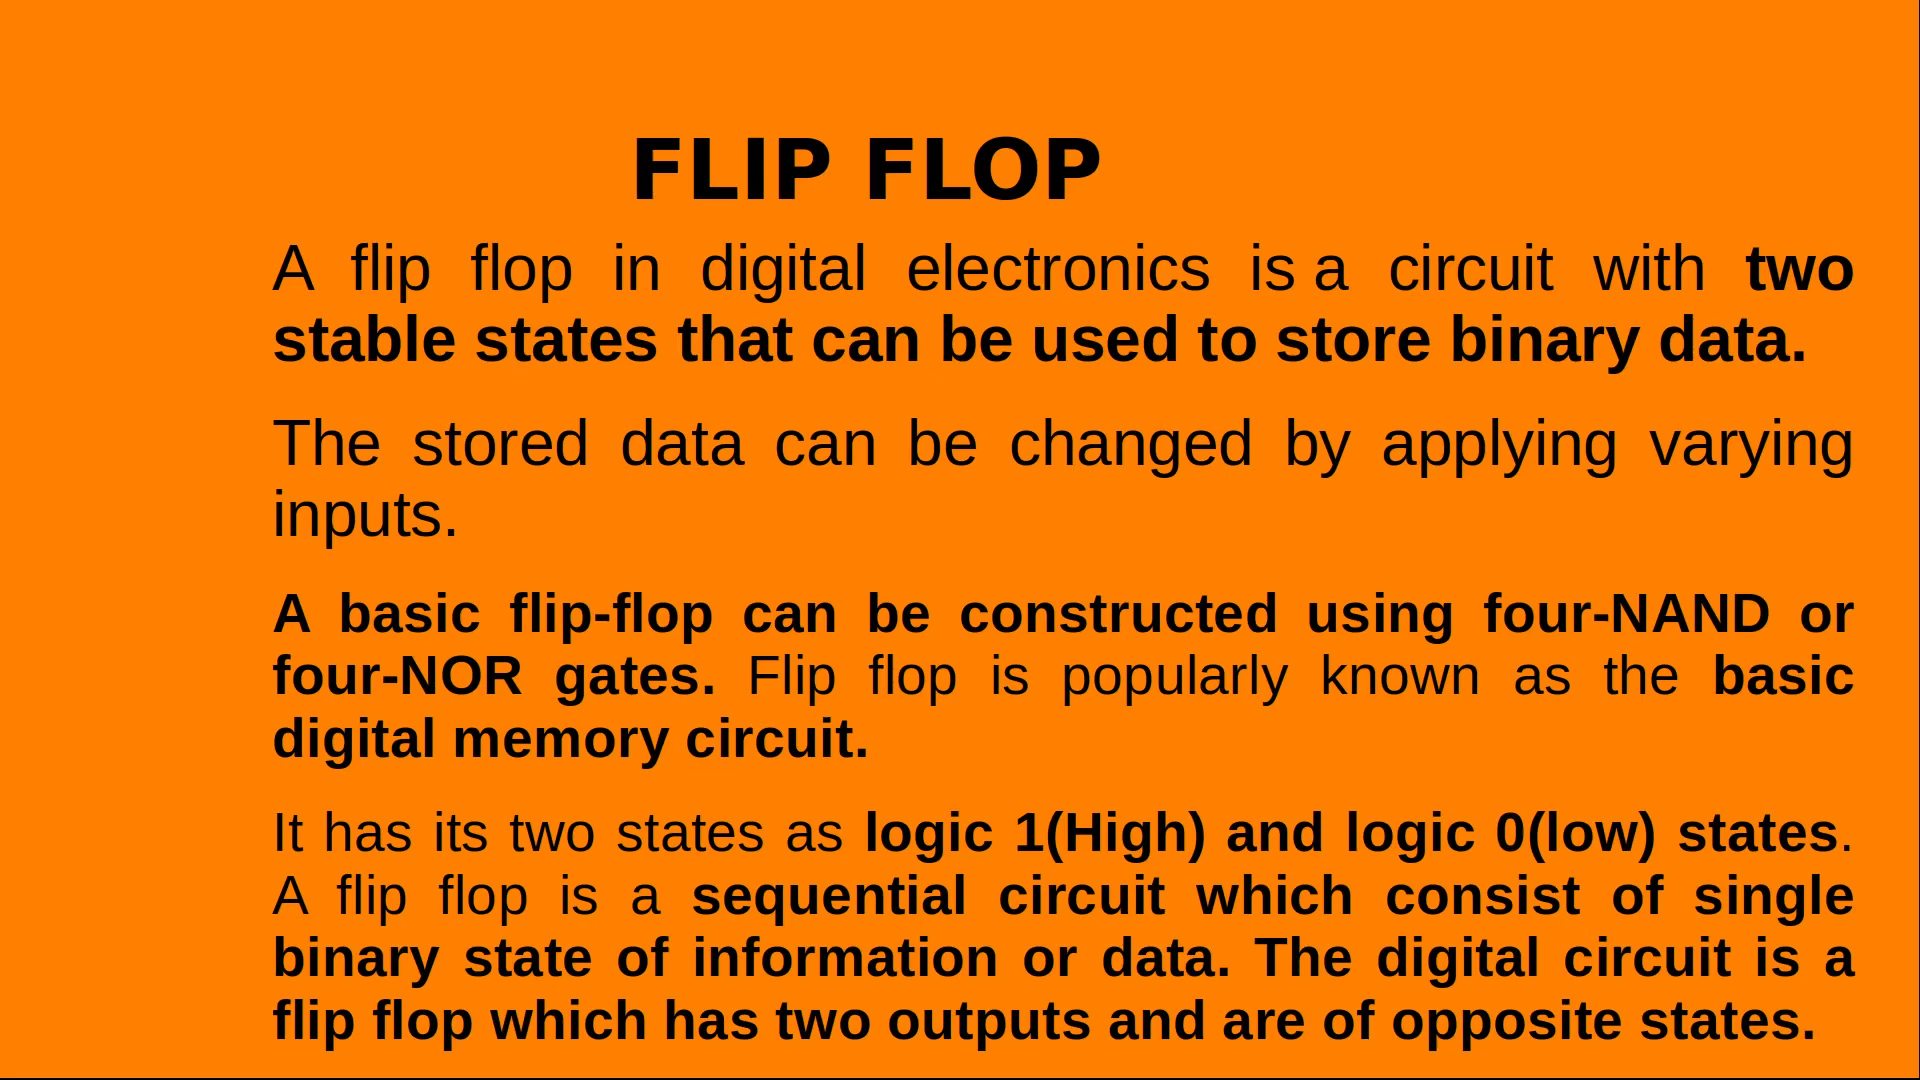 FLIP FLOP
A flip flop in digital electronics is a circuit with two
stable states that can be used to store binary data.
The stored data can be changed by applying varying
inputs.
A basic flip-flop can be constructed using four-NAND or
four-NOR gates. Flip flop is popularly known as the basic
digital memory circuit.
It has its two states as logic 1(High) and logic 0(low) states.
A flip flop is a sequential circuit which consist of single
binary state of information or data. The digital circuit is a
flip flop which has two outputs and are of opposite states.